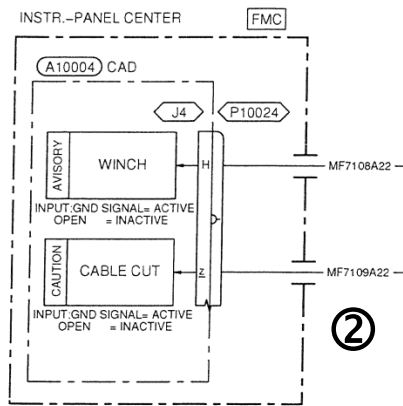 INSTR.-PANEL CENTER FMC
A10004 CAD
J4 P10024
AVISORY
WINCH
H
MF7108A22
INPUT:GND SIGNAL= ACTIVE
OPEN = INACTIVE
CAUTION
CABLE CUT
z
MF7109A22
INPUT:GND SIGNAL= ACTIVE
OPEN = INACTIVE
2